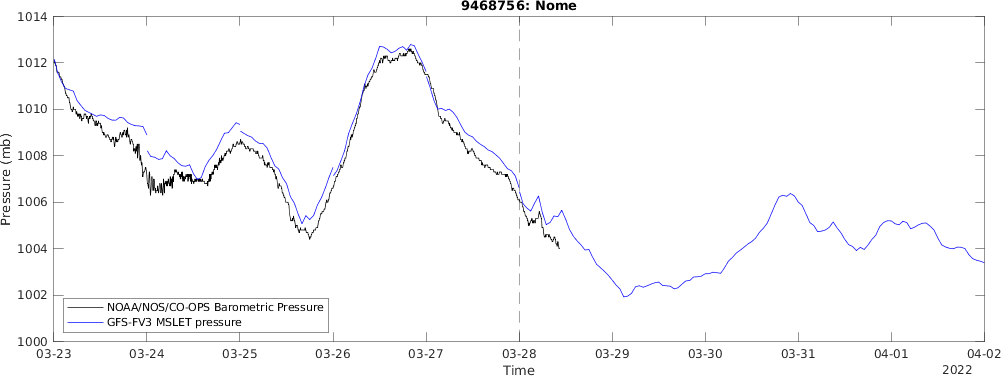 9468756: Nome
1014
1012
1010
1008
1006
1004
1002
1000
Pressure (mb)
NOAA/NOS/CO-OPS Barometric Pressure
GFS-FV3 MSLET pressure
03-23 03-24 03-25 03-26 03-27 03-28 03-29 03-30 03-31 04-01 04-02
Time
2022